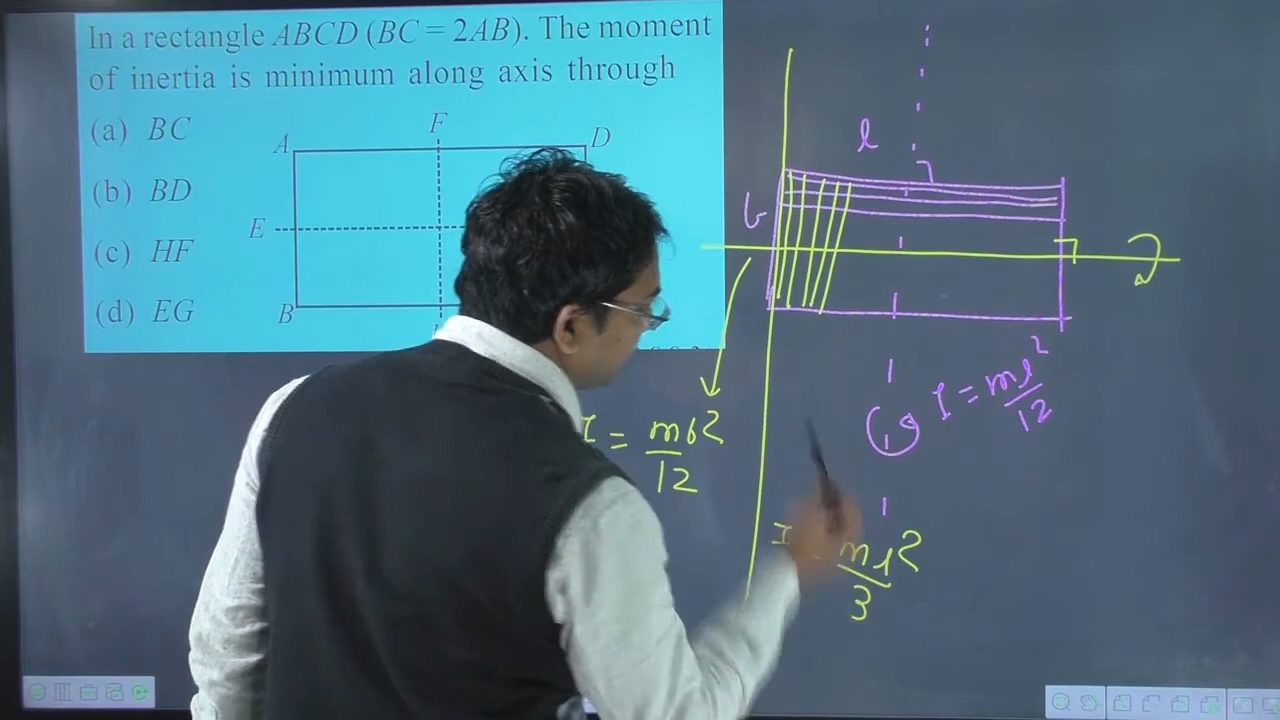 In a rectangle ABCD (BC = 2AB). The moment
of inertia is minimum along axis through
(a) BC
(b) BD
(c) HF
(d) EG
F
A
D
E
B
l
b
I = ml²/12
I = mb²/12
ml²/3